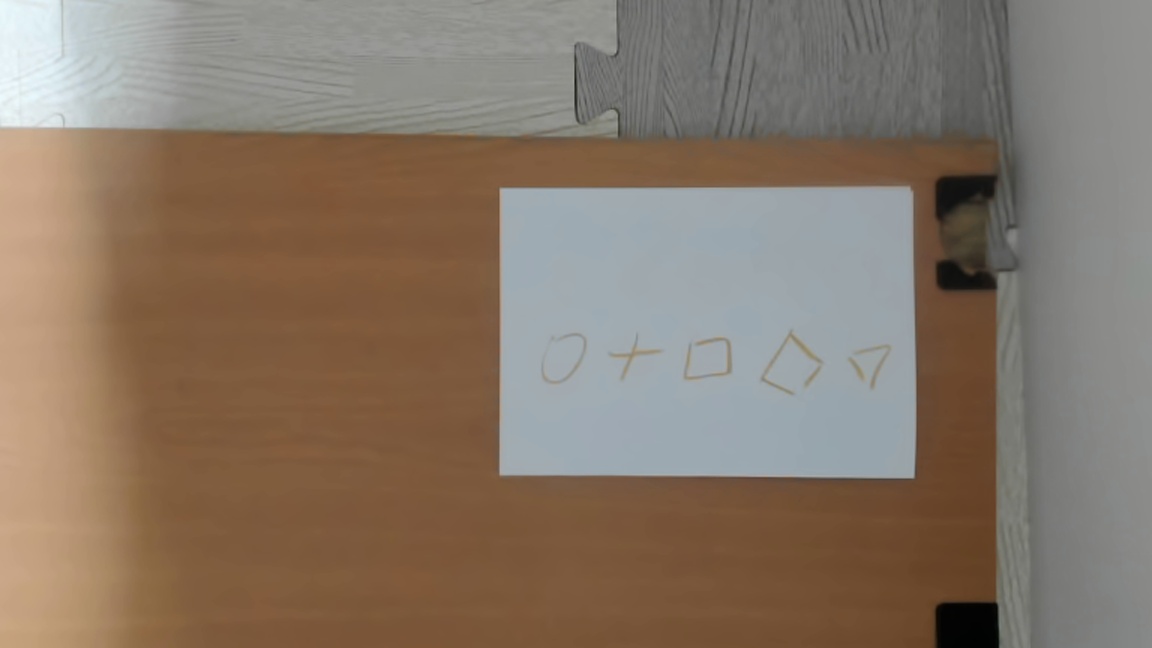 ○ + □ ◇ ▽